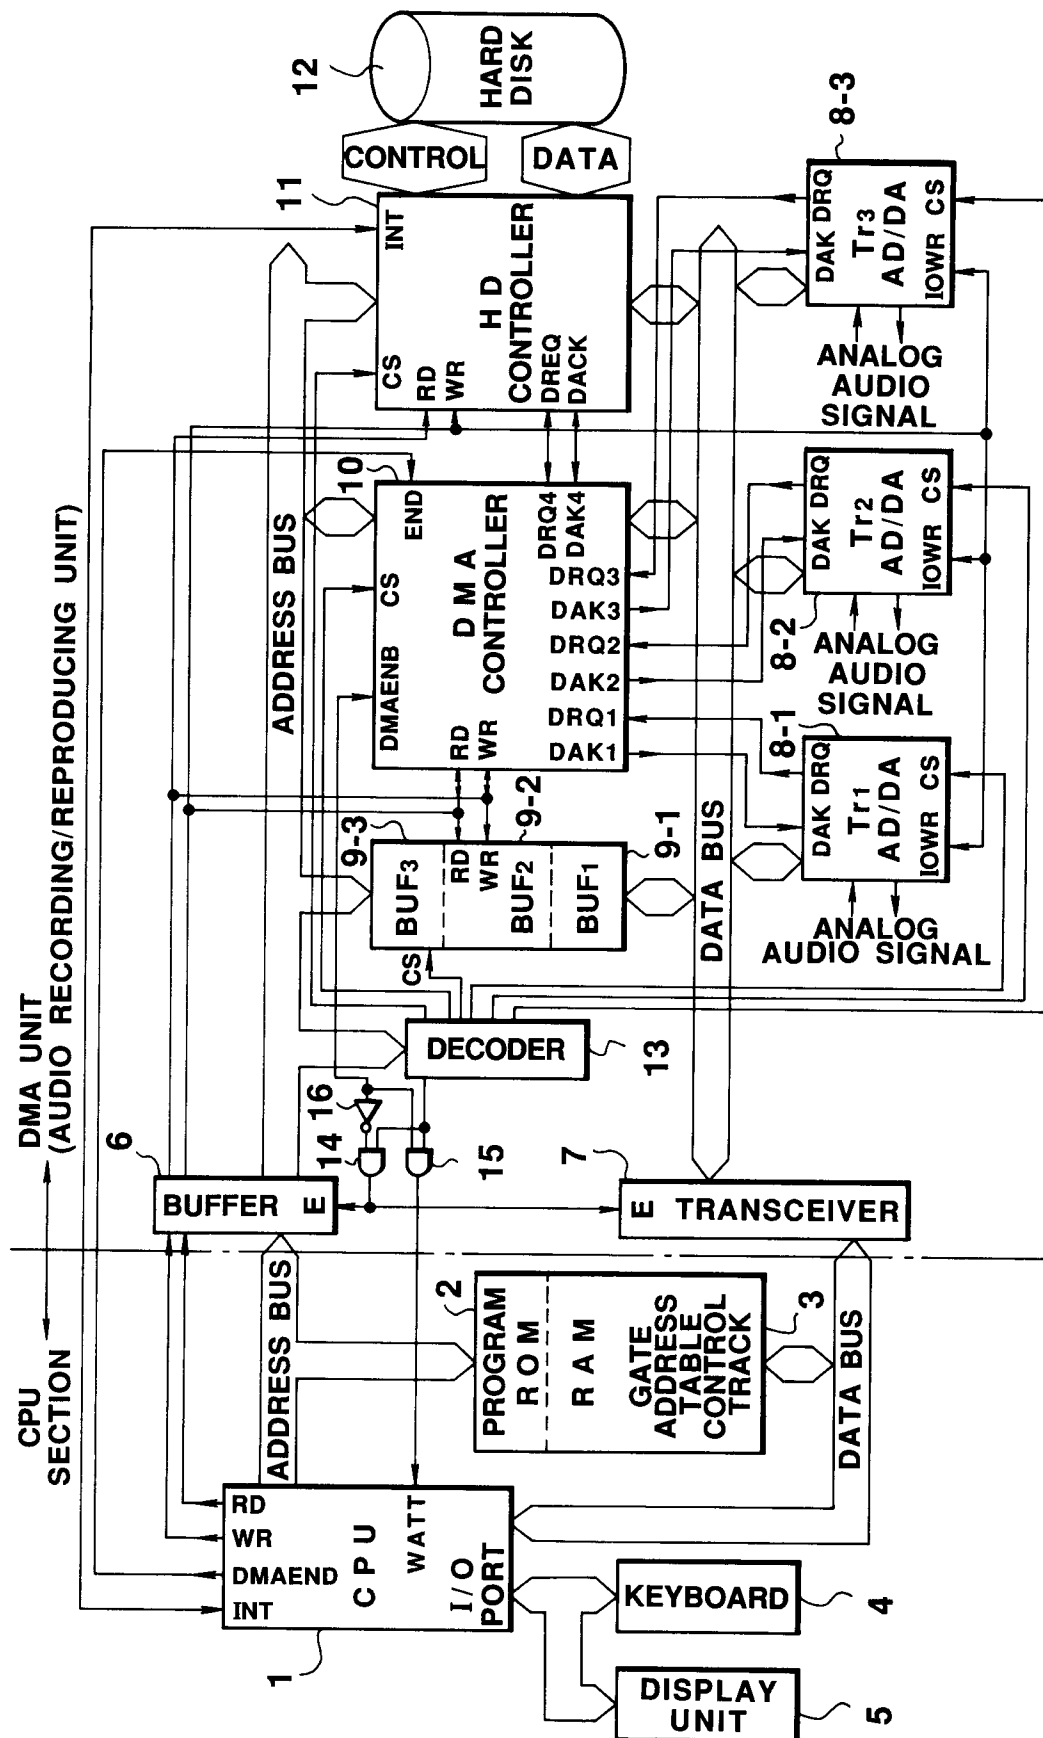 CPU
SECTION
DMA UNIT
(AUDIO RECORDING/REPRODUCING UNIT)
1
INT
DMAEND
WR
RD
CPU
WATT
I/O
PORT
ADDRESS BUS
2
PROGRAM
ROM
RAM
GATE
ADDRESS
TABLE
CONTROL
TRACK
3
DATA BUS
KEYBOARD
4
DISPLAY
UNIT
5
6
BUFFER
E
7
E TRANSCEIVER
14
15
16
DECODER
13
ADDRESS BUS
DATA BUS
9-3
9-2
9-1
CS
BUF3
RD
WR
BUF2
BUF1
10
DMAENB
CS
END
RD
WR
DMA
CONTROLLER
DAK1
DRQ1
DAK2
DRQ2
DAK3
DRQ3
DRQ4
DAK4
11
CS
INT
RD
WR
HD
CONTROLLER
DREQ
DACK
CONTROL
DATA
12
HARD
DISK
8-1
DAK DRQ
Tr1
AD/DA
IOWR CS
ANALOG
AUDIO SIGNAL
8-2
DAK DRQ
Tr2
AD/DA
IOWR CS
ANALOG
AUDIO
SIGNAL
8-3
DAK DRQ
Tr3
AD/DA
IOWR CS
ANALOG
AUDIO
SIGNAL